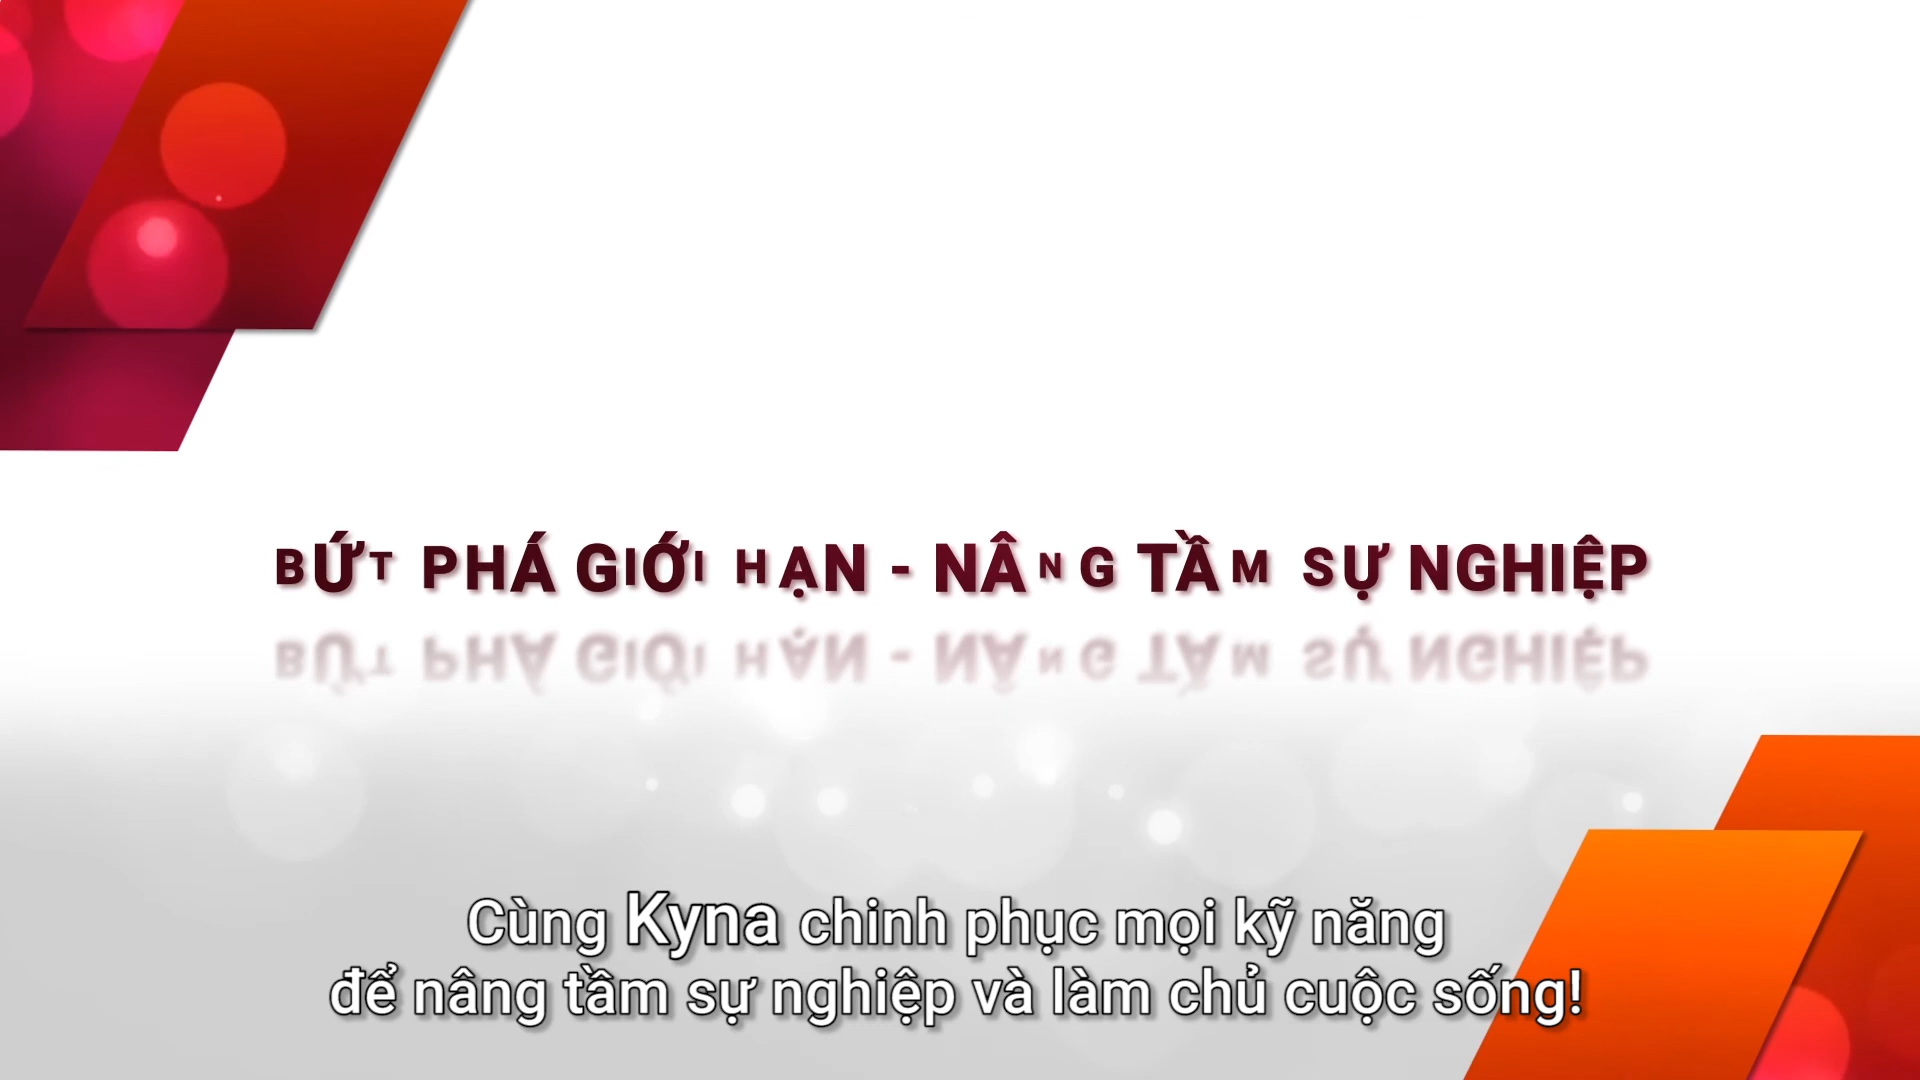 BỨT PHÁ GIỚI HẠN - NÂNG TẦM SỰ NGHIỆP
Cùng Kyna chinh phục mọi kỹ năng
để nâng tầm sự nghiệp và làm chủ cuộc sống!